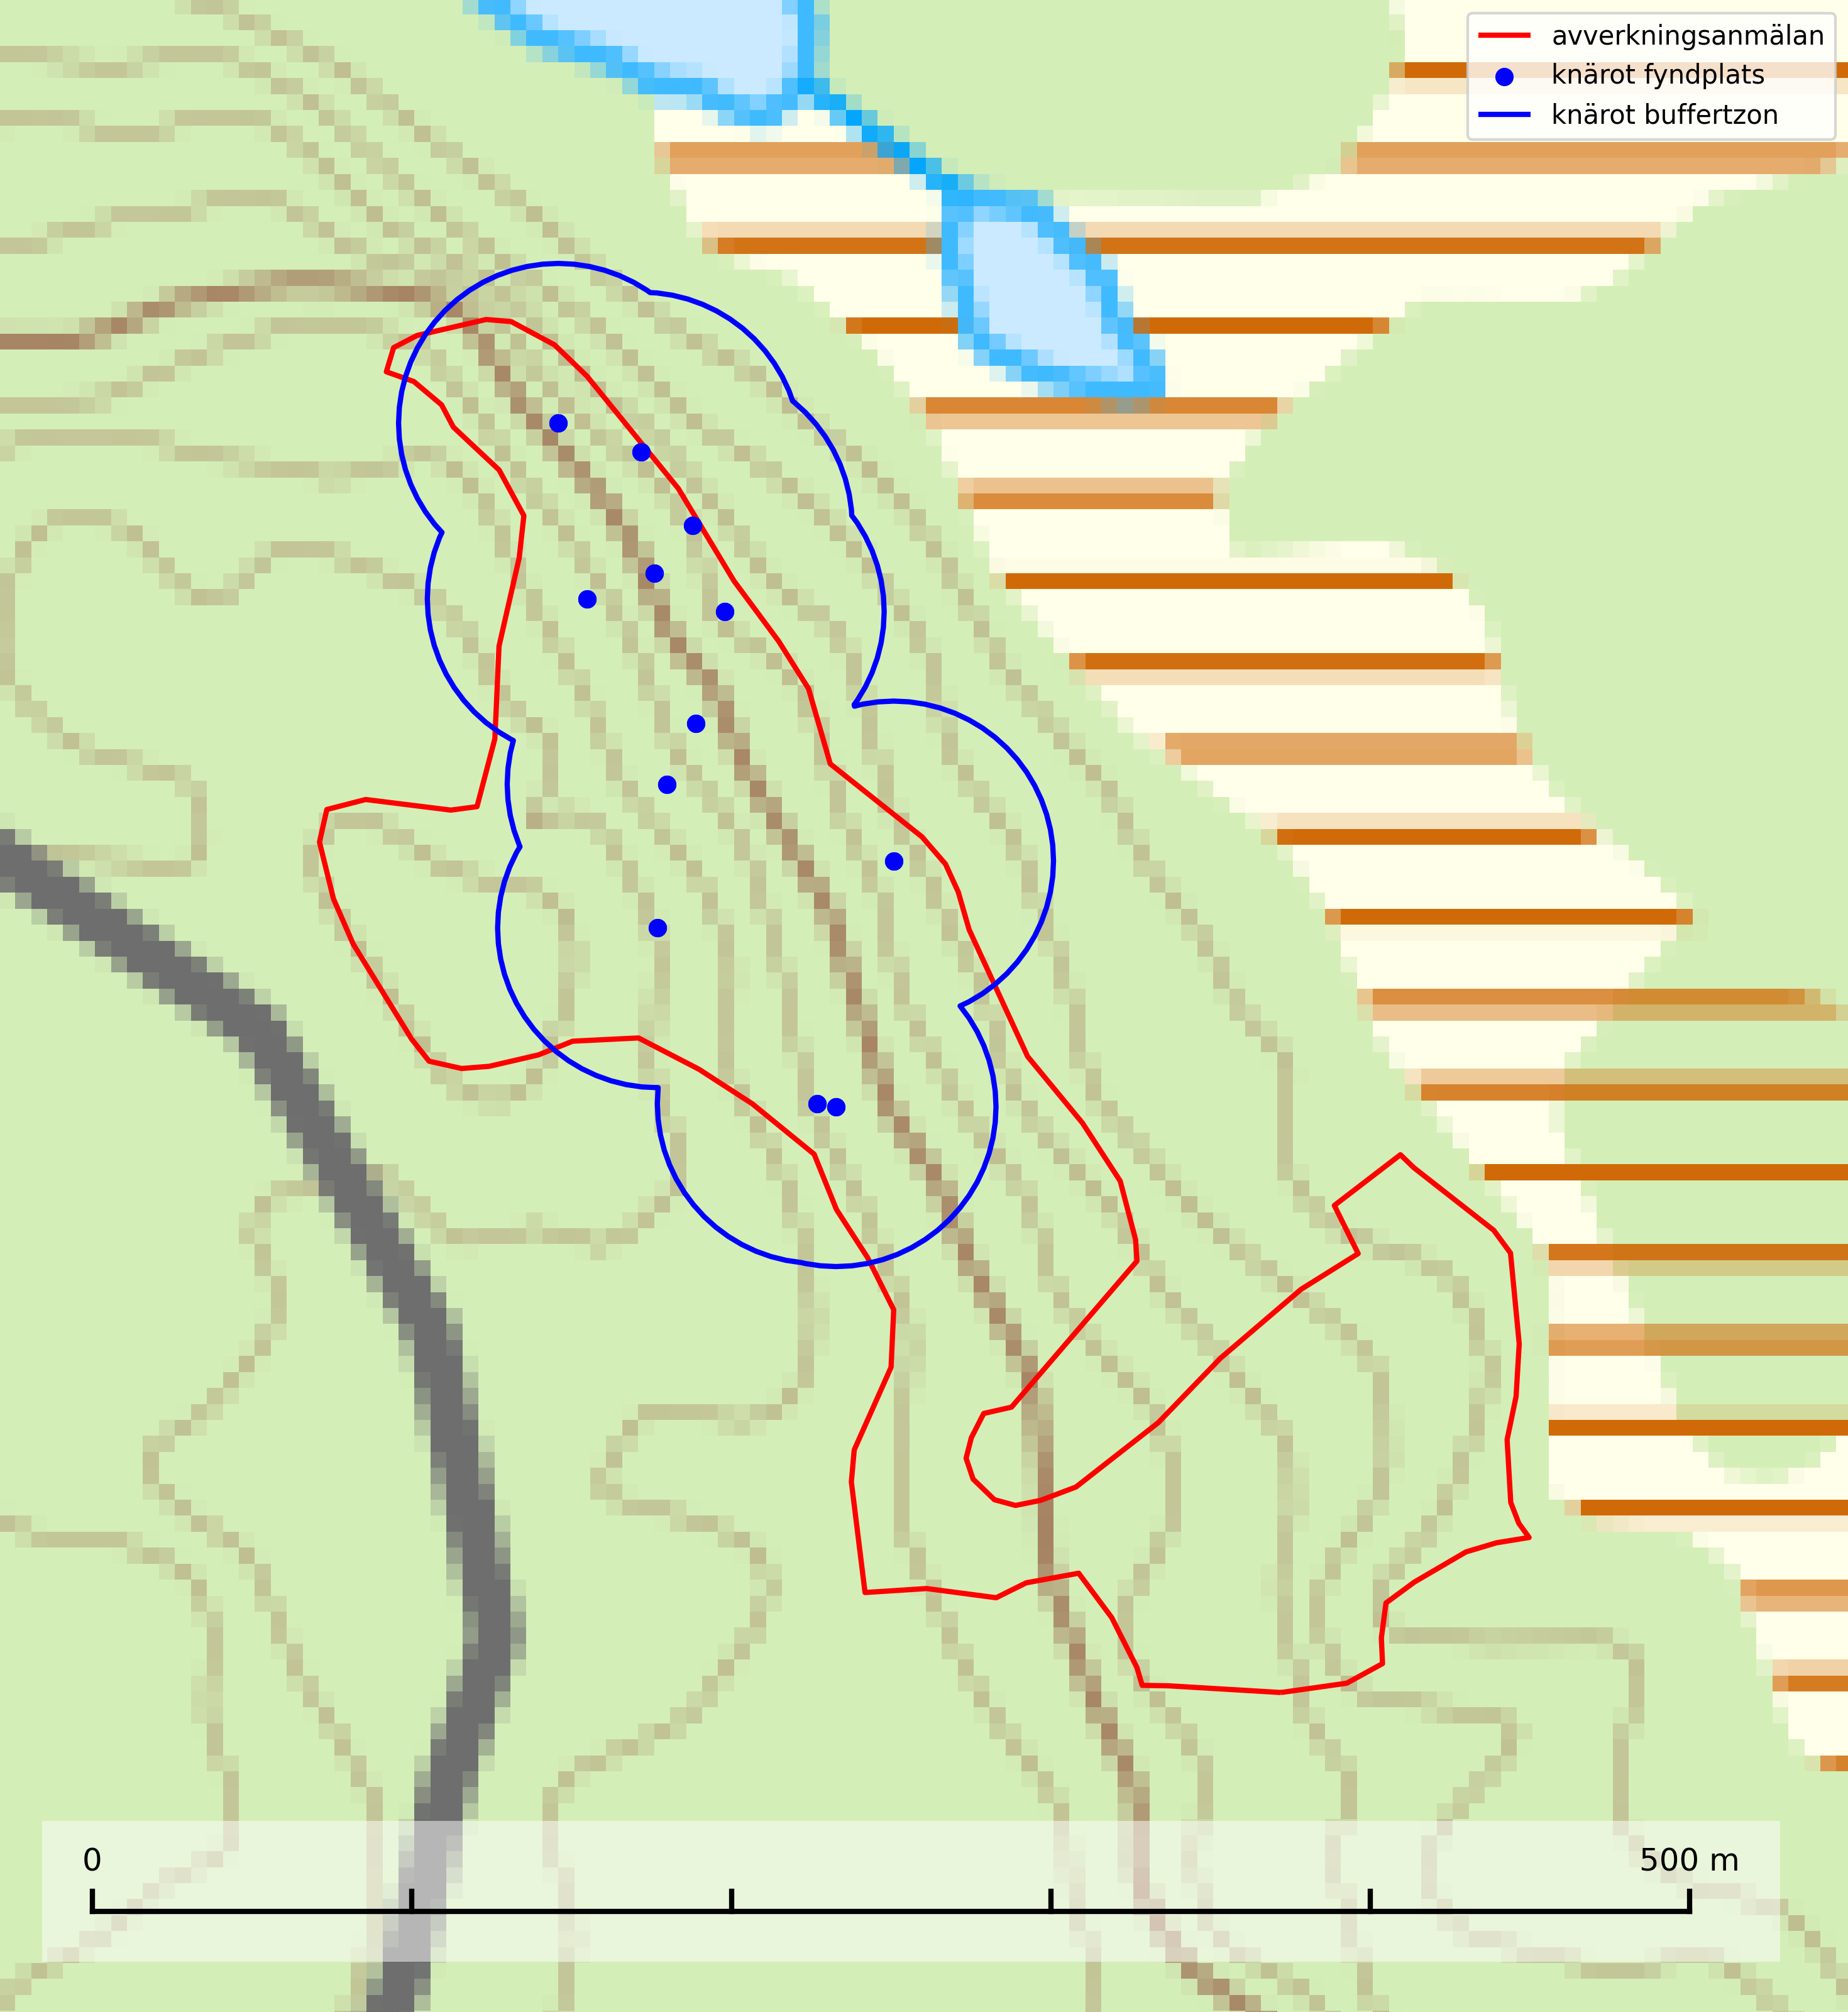 avverkningsanmälan
knärot fyndplats
knärot buffertzon
0
500 m